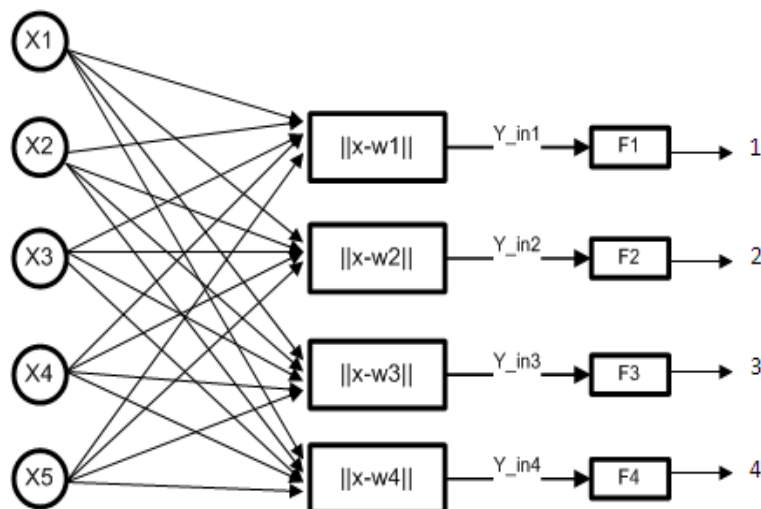 X1
X2
X3
X4
X5
||x-w1||
Y_in1
F1
1
||x-w2||
Y_in2
F2
2
||x-w3||
Y_in3
F3
3
||x-w4||
Y_in4
F4
4